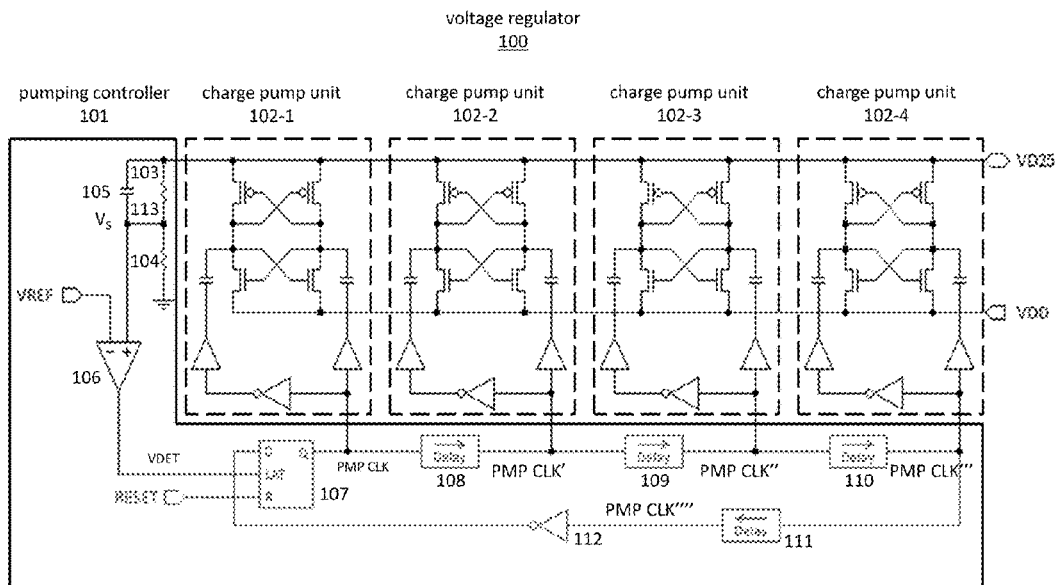 voltage regulator
100
pumping controller
101
charge pump unit
102-1
charge pump unit
102-2
charge pump unit
102-3
charge pump unit
102-4
103
105
113
VS
104
VD25
VREF
VDD
- +
106
VDET
D Q
LAT
R
107
PMP CLK
Delay
108
PMP CLK'
Delay
109
PMP CLK''
Delay
110
PMP CLK'''
RESET
PMP CLK''''
112
Delay
111